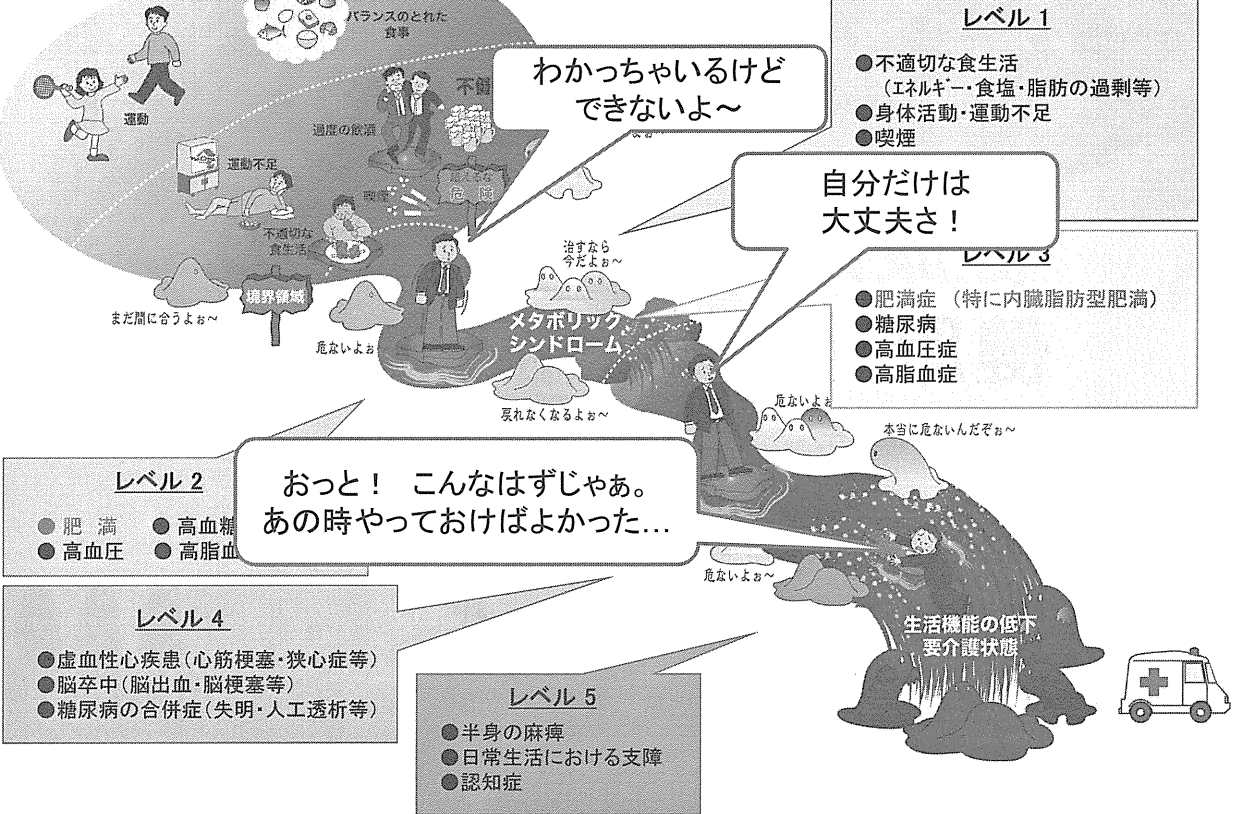 バランスのとれた
食事
運動
過度の飲酒
運動不足
喫煙
不適切な
食生活
境界領域
わかっちゃいるけど
できないよ～
レベル 1
●不適切な食生活
（エネルギー・食塩・脂肪の過剰等）
●身体活動・運動不足
●喫煙
自分だけは
大丈夫さ！
レベル 3
●肥満症 （特に内臓脂肪型肥満）
●糖尿病
●高血圧症
●高脂血症
まだ間に合うよぉ～
危ないよぉ
治すなら
今だよぉ～
メタボリック
シンドローム
戻れなくなるよぉ～
危ないよぉ
本当に危ないんだぞぉ～
レベル 2
●肥 満 ●高血糖
●高血圧 ●高脂血
おっと！ こんなはずじゃぁ。
あの時やっておけばよかった…
危ないよぉ～
レベル 4
●虚血性心疾患（心筋梗塞・狭心症等）
●脳卒中（脳出血・脳梗塞等）
●糖尿病の合併症（失明・人工透析等）
レベル 5
●半身の麻痺
●日常生活における支障
●認知症
生活機能の低下
要介護状態